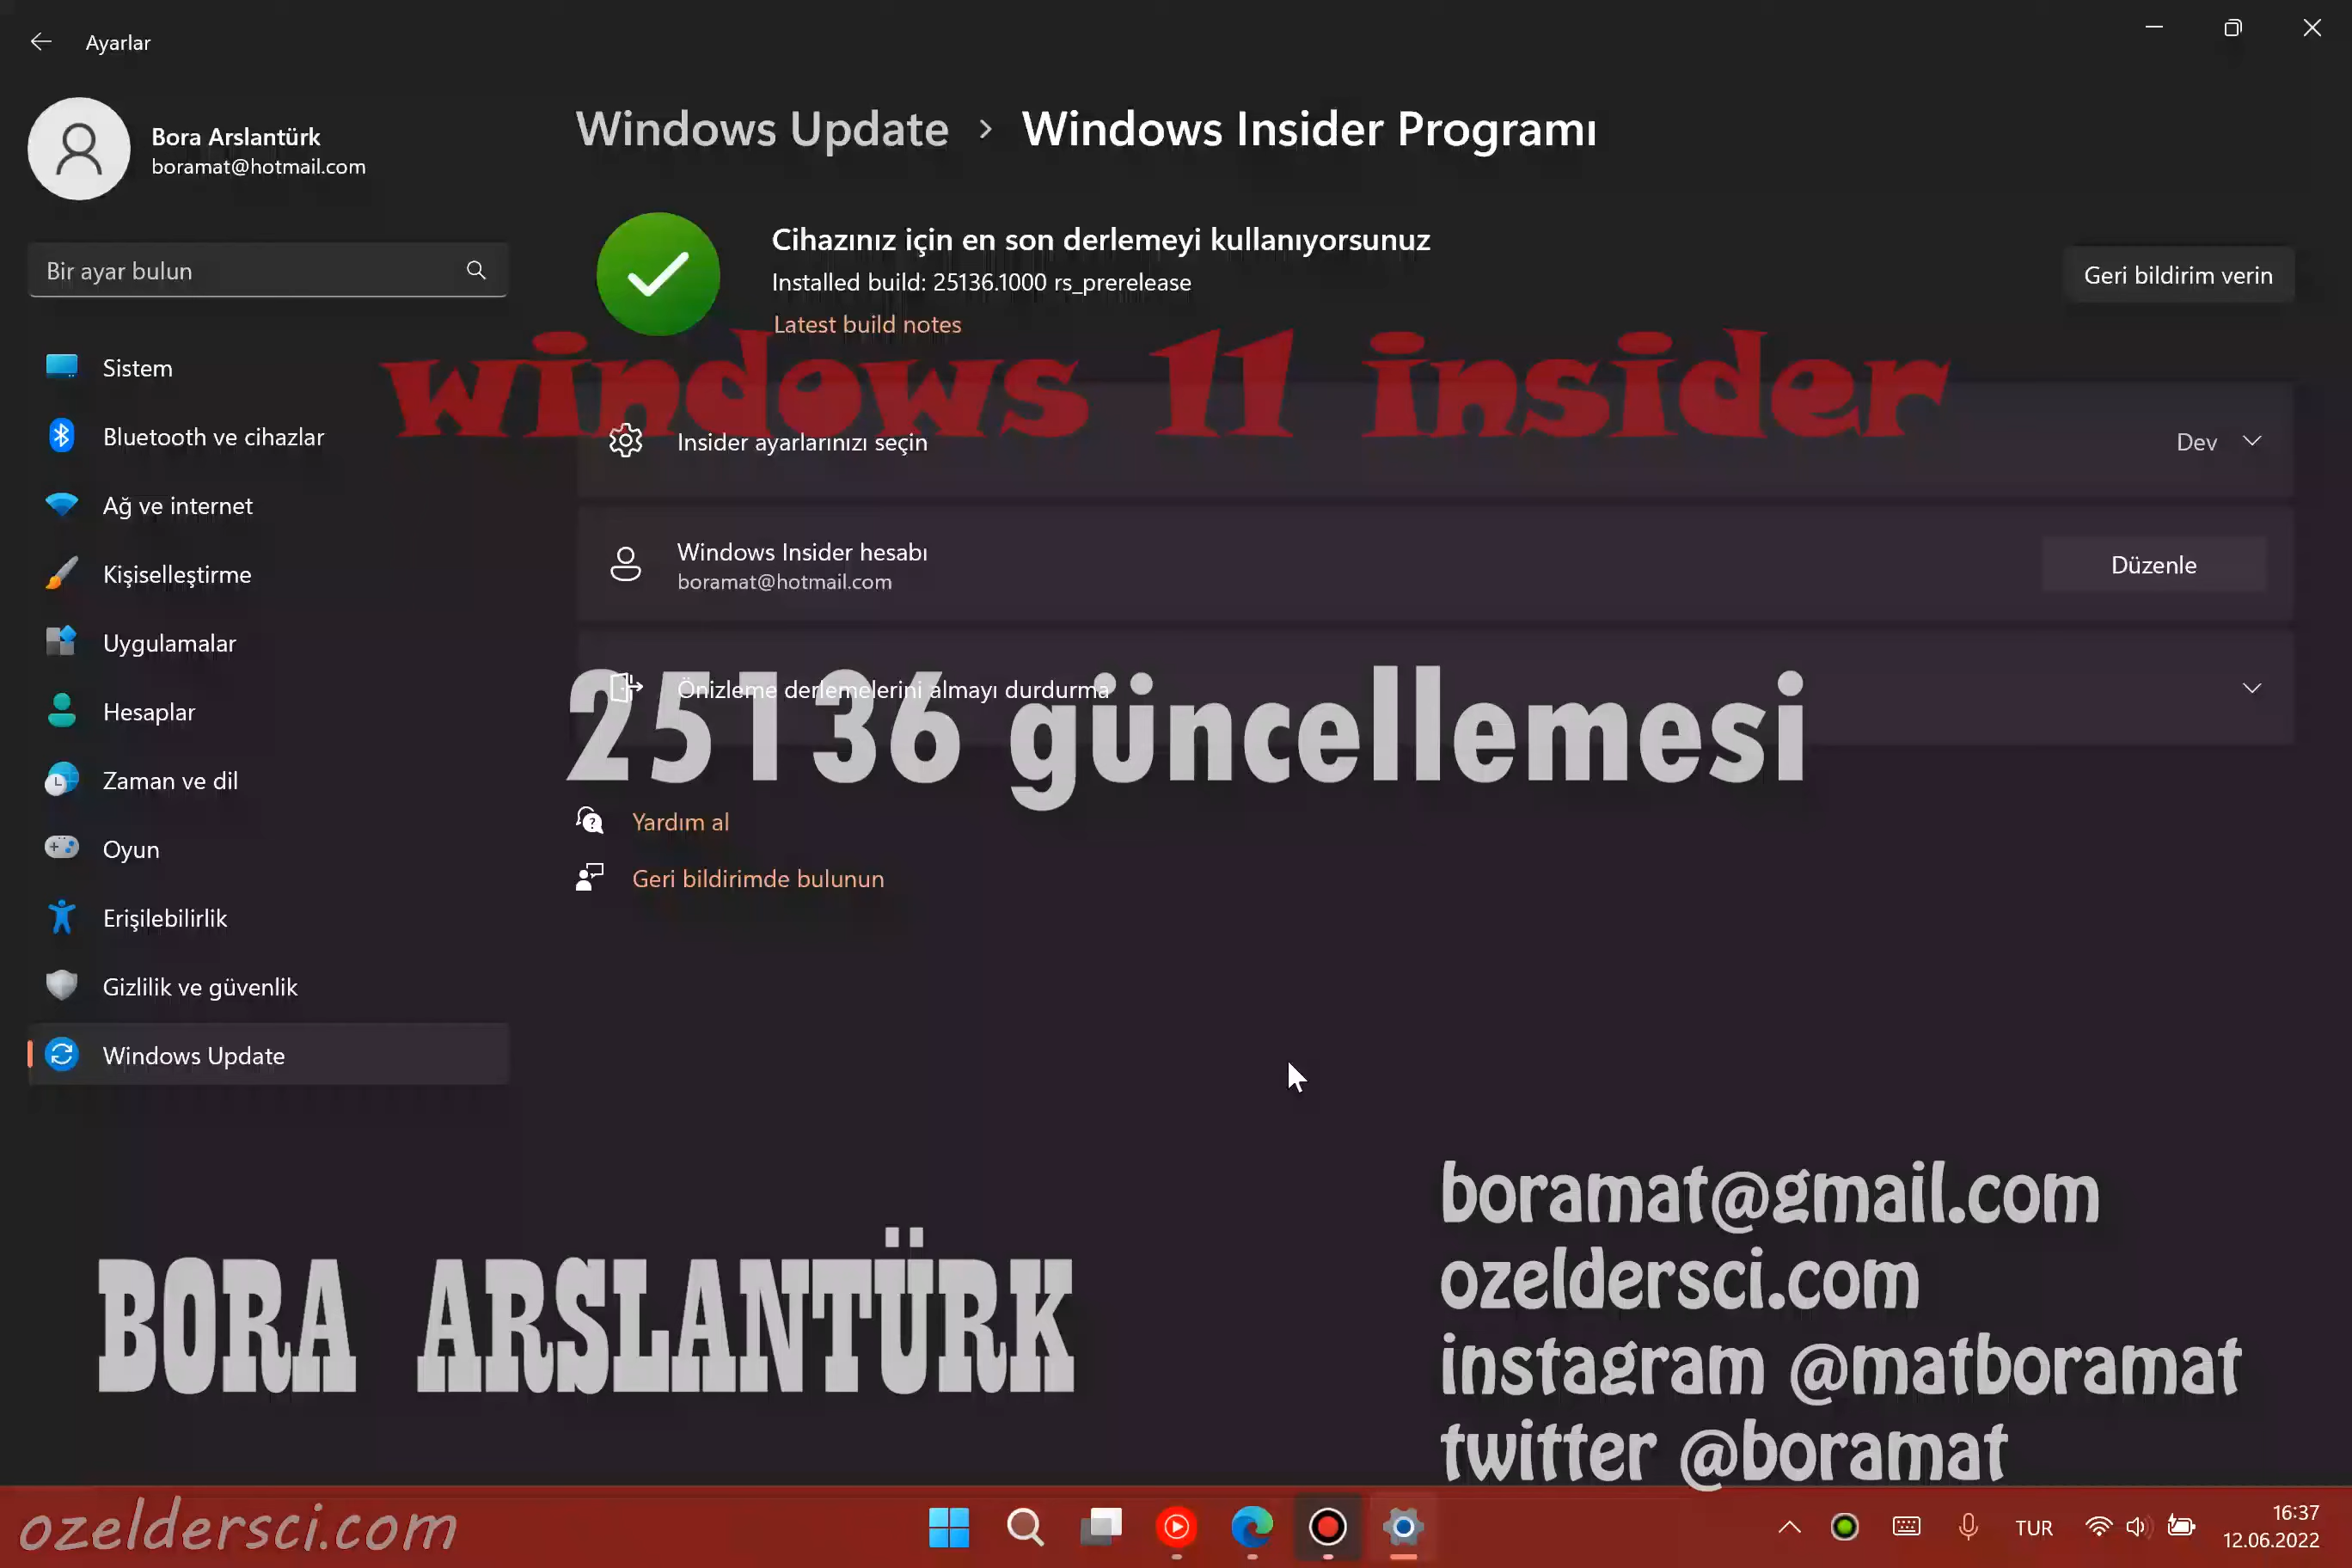 Ayarlar
Bora Arslantürk
boramat@hotmail.com
Bir ayar bulun
Sistem
Bluetooth ve cihazlar
Ağ ve internet
Kişiselleştirme
Uygulamalar
Hesaplar
Zaman ve dil
Oyun
Erişilebilirlik
Gizlilik ve güvenlik
Windows Update
Windows Update > Windows Insider Programı
Cihazınız için en son derlemeyi kullanıyorsunuz
Installed build: 25136.1000 rs_prerelease
Latest build notes
Geri bildirim verin
windows 11 insider
Insider ayarlarınızı seçin
Dev
Windows Insider hesabı
boramat@hotmail.com
Düzenle
Önizleme derlemelerini almayı durdurma
25136 güncellemesi
Yardım al
Geri bildirimde bulunun
BORA ARSLANTÜRK
boramat@gmail.com
ozeldersci.com
instagram @matboramat
twitter @boramat
ozeldersci.com
TUR
16:37
12.06.2022